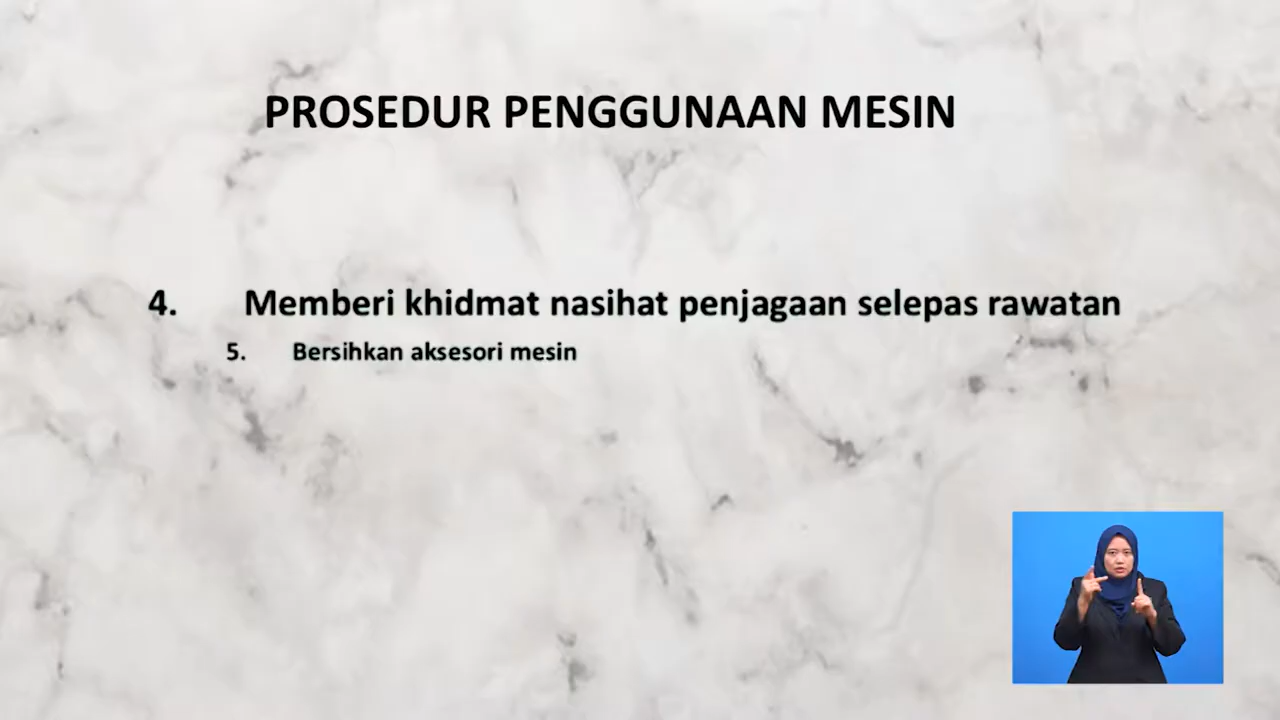 PROSEDUR PENGGUNAAN MESIN
4. Memberi khidmat nasihat penjagaan selepas rawatan
5. Bersihkan aksesori mesin